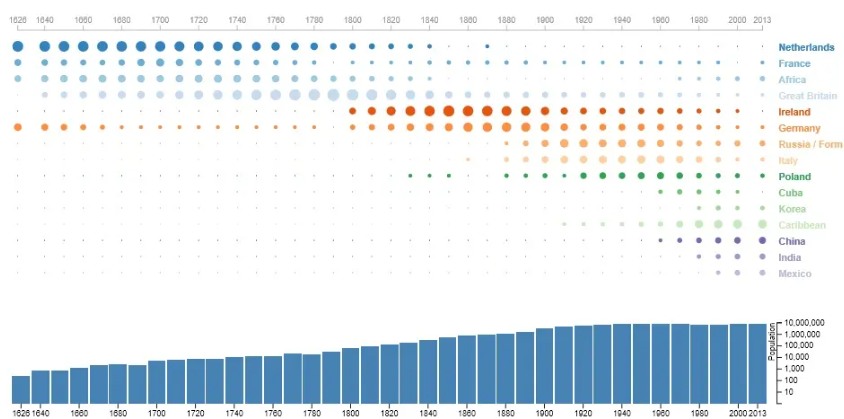 1626 1640 1660 1680 1700 1720 1740 1760 1780 1800 1820 1840 1860 1880 1900 1920 1940 1960 1980 2000 2013
Netherlands
France
Africa
Great Britain
Ireland
Germany
Russia / Form
Italy
Poland
Cuba
Korea
Caribbean
China
India
Mexico
10,000,000
1,000,000
100,000
10,000
1,000
100
10
Population
1626 1640 1660 1680 1700 1720 1740 1760 1780 1800 1820 1840 1860 1880 1900 1920 1940 1960 1980 2000 2013